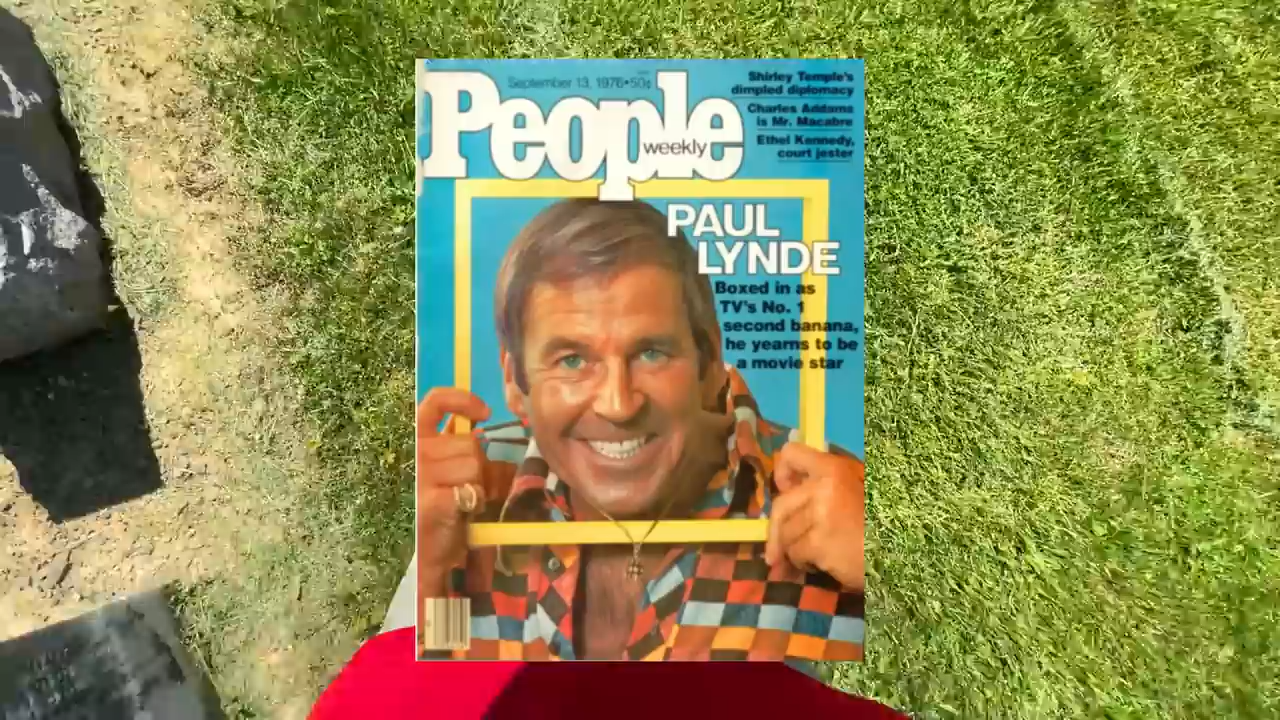 September 13, 1976•50¢
People
weekly
Shirley Temple's
dimpled diplomacy
Charles Addams
is Mr. Macabre
Ethel Kennedy,
court jester
PAUL
LYNDE
Boxed in as
TV's No. 1
second banana,
he yearns to be
a movie star